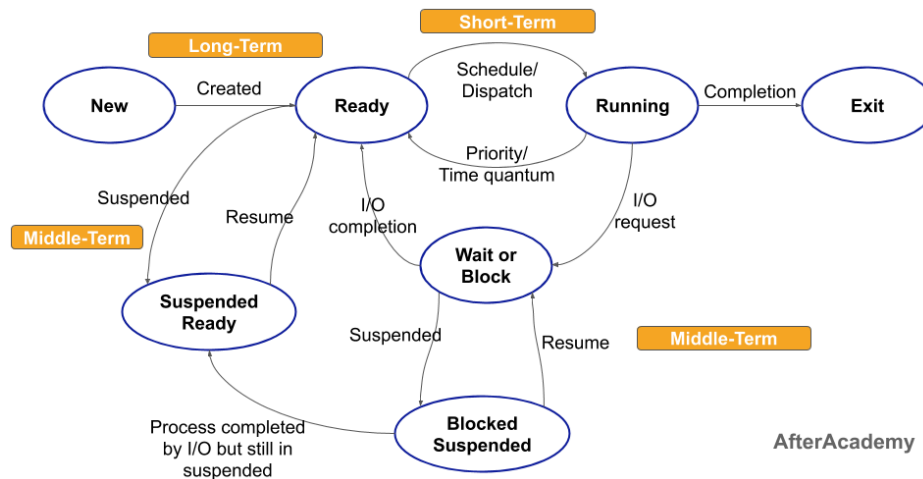 Short-Term
Long-Term
Created
Schedule/
Dispatch
Completion
New
Ready
Running
Exit
Priority/
Time quantum
Suspended
Resume
I/O
completion
I/O
request
Middle-Term
Wait or
Block
Suspended
Ready
Suspended
Resume
Middle-Term
Process completed
by I/O but still in
suspended
Blocked
Suspended
AfterAcademy